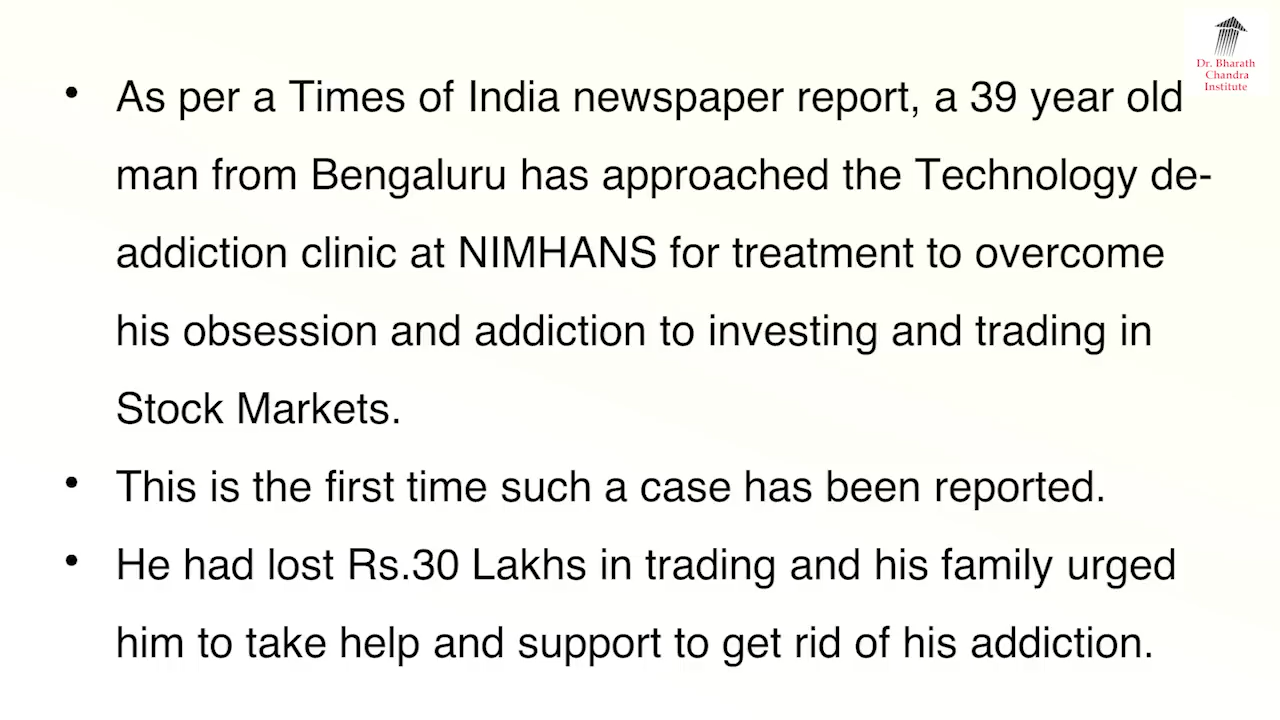 Dr. Bharath
Chandra
Institute
• As per a Times of India newspaper report, a 39 year old
man from Bengaluru has approached the Technology de-
addiction clinic at NIMHANS for treatment to overcome
his obsession and addiction to investing and trading in
Stock Markets.
• This is the first time such a case has been reported.
• He had lost Rs.30 Lakhs in trading and his family urged
him to take help and support to get rid of his addiction.